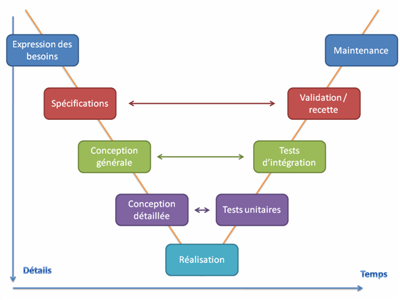 Expression des
besoins
Maintenance
Spécifications
Validation /
recette
Conception
générale
Tests
d'intégration
Conception
détaillée
Tests unitaires
Réalisation
Détails
Temps